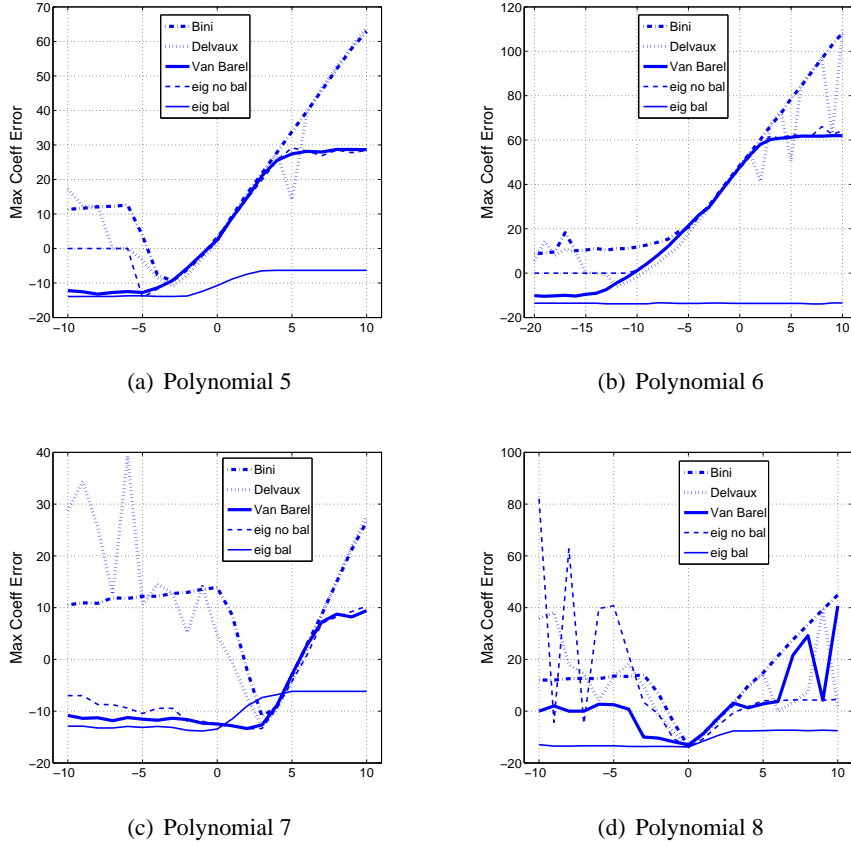 70
60
50
40
30
20
10
0
−10
−20
Max Coeff Error
Bini
Delvaux
Van Barel
eig no bal
eig bal
−10
−5
0
5
10
(a) Polynomial 5
120
100
80
60
40
20
0
−20
Max Coeff Error
Bini
Delvaux
Van Barel
eig no bal
eig bal
−20
−15
−10
−5
0
5
10
(b) Polynomial 6
40
30
20
10
0
−10
−20
Max Coeff Error
Bini
Delvaux
Van Barel
eig no bal
eig bal
−10
−5
0
5
10
(c) Polynomial 7
100
80
60
40
20
0
−20
Max Coeff Error
Bini
Delvaux
Van Barel
eig no bal
eig bal
−10
−5
0
5
10
(d) Polynomial 8